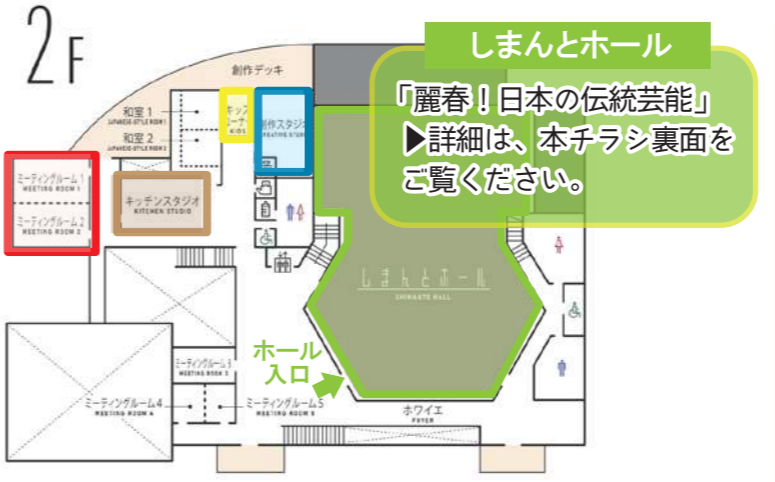 2F
しまんとホール
「麗春！日本の伝統芸能」
▶詳細は、本チラシ裏面を
ご覧ください。
創作デッキ
和室 1
JAPANESE-STYLE ROOM 1
和室 2
JAPANESE-STYLE ROOM 2
キッズ
コーナー
KIDS
創作スタジオ
CREATIVE STUDIO
ミーティングルーム 1
MEETING ROOM 1
ミーティングルーム 2
MEETING ROOM 2
キッチンスタジオ
KITCHEN STUDIO
しまんとホール
SHIMANTO HALL
ホール
入口
ミーティングルーム 3
MEETING ROOM 3
ミーティングルーム4
MEETING ROOM 4
ミーティングルーム5
MEETING ROOM 5
ホワイエ
FOYER